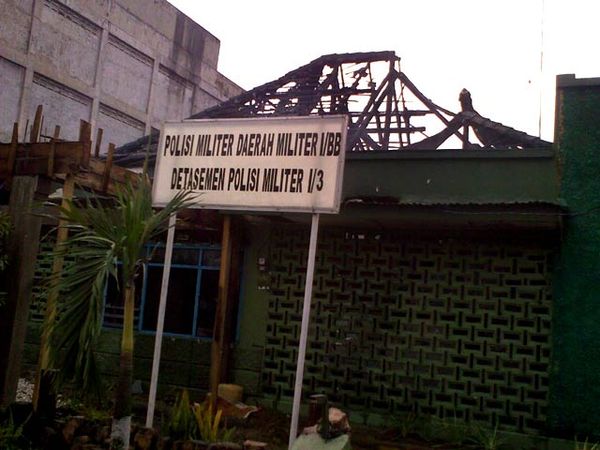 POLISI MILITER DAERAH MILITER I/BB
DETASEMEN POLISI MILITER I/3